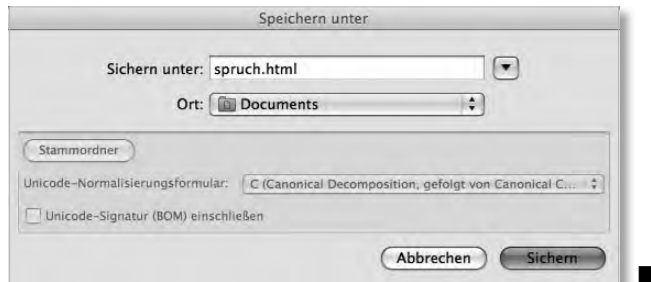 Speichern unter
Sichern unter: spruch.html
Ort: Documents
Stammordner
Unicode-Normalisierungsformular: C (Canonical Decomposition, gefolgt von Canonical C...
Unicode-Signatur (BOM) einschließen
Abbrechen Sichern